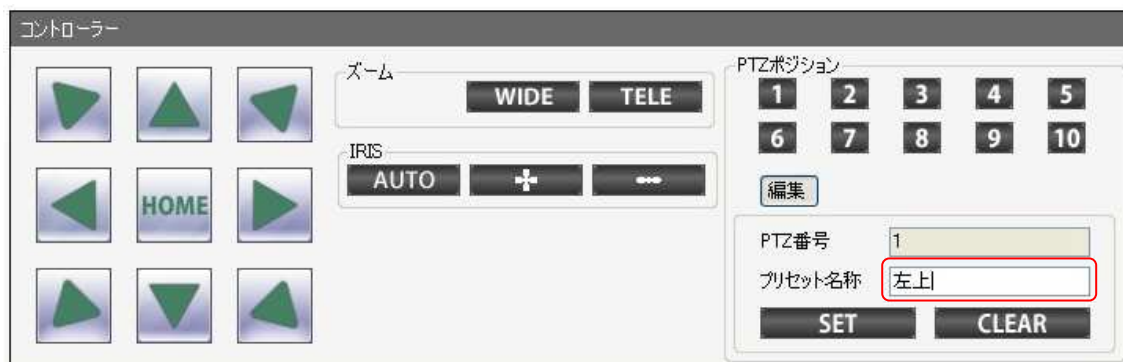 コントローラー
HOME
ズーム
WIDE TELE
IRIS
AUTO + -
PTZポジション
1 2 3 4 5
6 7 8 9 10
編集
PTZ番号 1
プリセット名称 左上
SET CLEAR